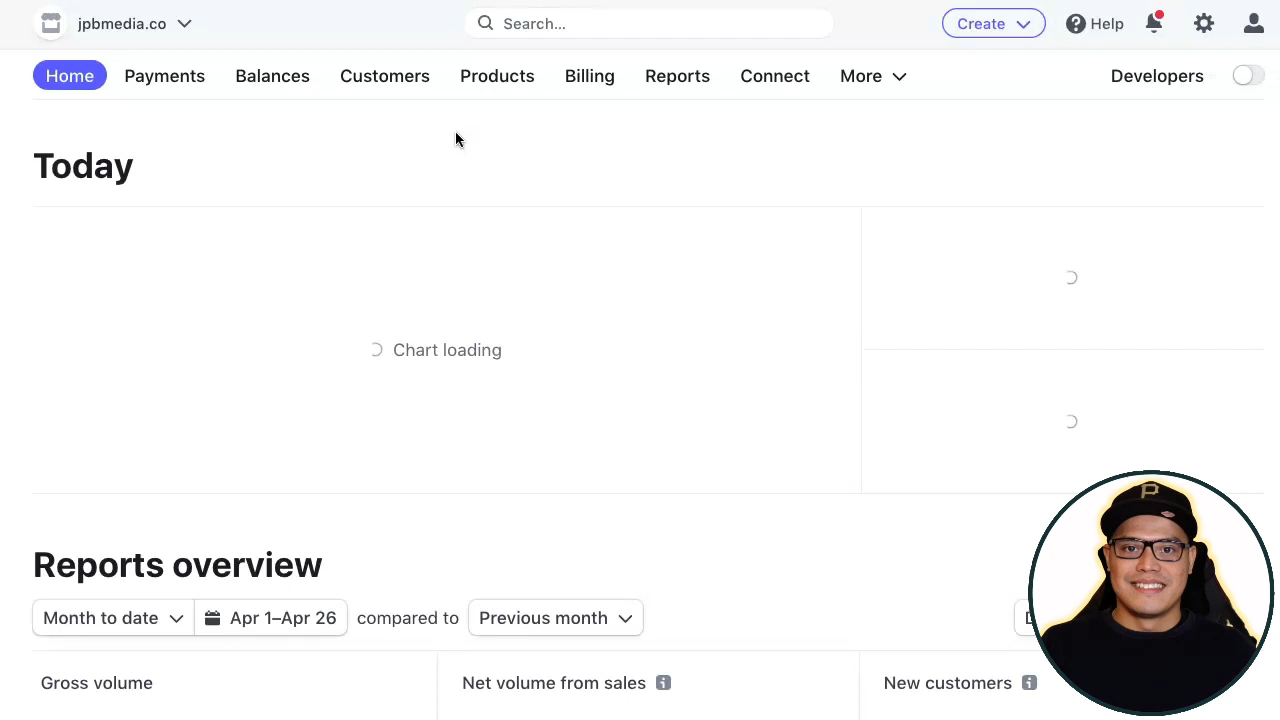 jpbmedia.co
Search...
Create
Help
Home
Payments
Balances
Customers
Products
Billing
Reports
Connect
More
Developers
Today
Chart loading
Reports overview
Month to date
Apr 1–Apr 26
compared to
Previous month
Gross volume
Net volume from sales
New customers
P